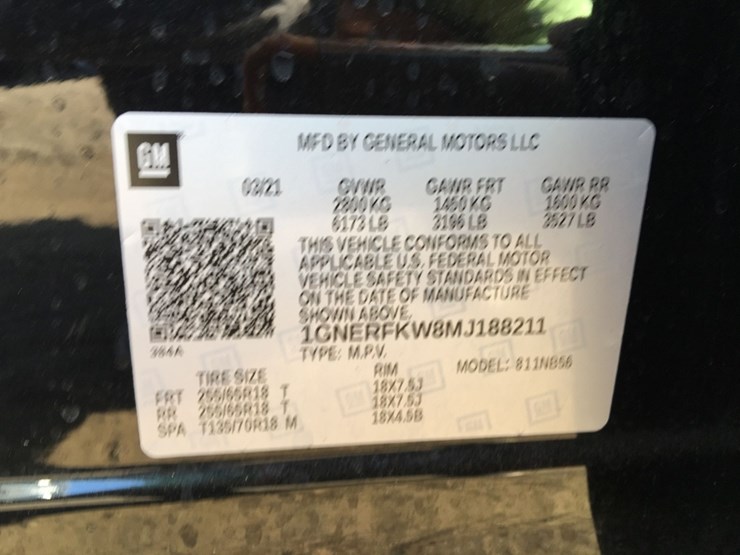 GM
MFD BY GENERAL MOTORS LLC
03/21 GVWR GAWR FRT GAWR RR
2800 KG 1450 KG 1600 KG
6173 LB 3196 LB 3527 LB
THIS VEHICLE CONFORMS TO ALL
APPLICABLE U.S. FEDERAL MOTOR
VEHICLE SAFETY STANDARDS IN EFFECT
ON THE DATE OF MANUFACTURE
SHOWN ABOVE.
1GNERFKW8MJ188211
TYPE: M.P.V. MODEL: 811NB56
TIRE SIZE RIM
FRT 255/65R18 T 18X7.5J
RR 255/65R18 T 18X7.5J
SPA T135/70R18 M 18X4.5B